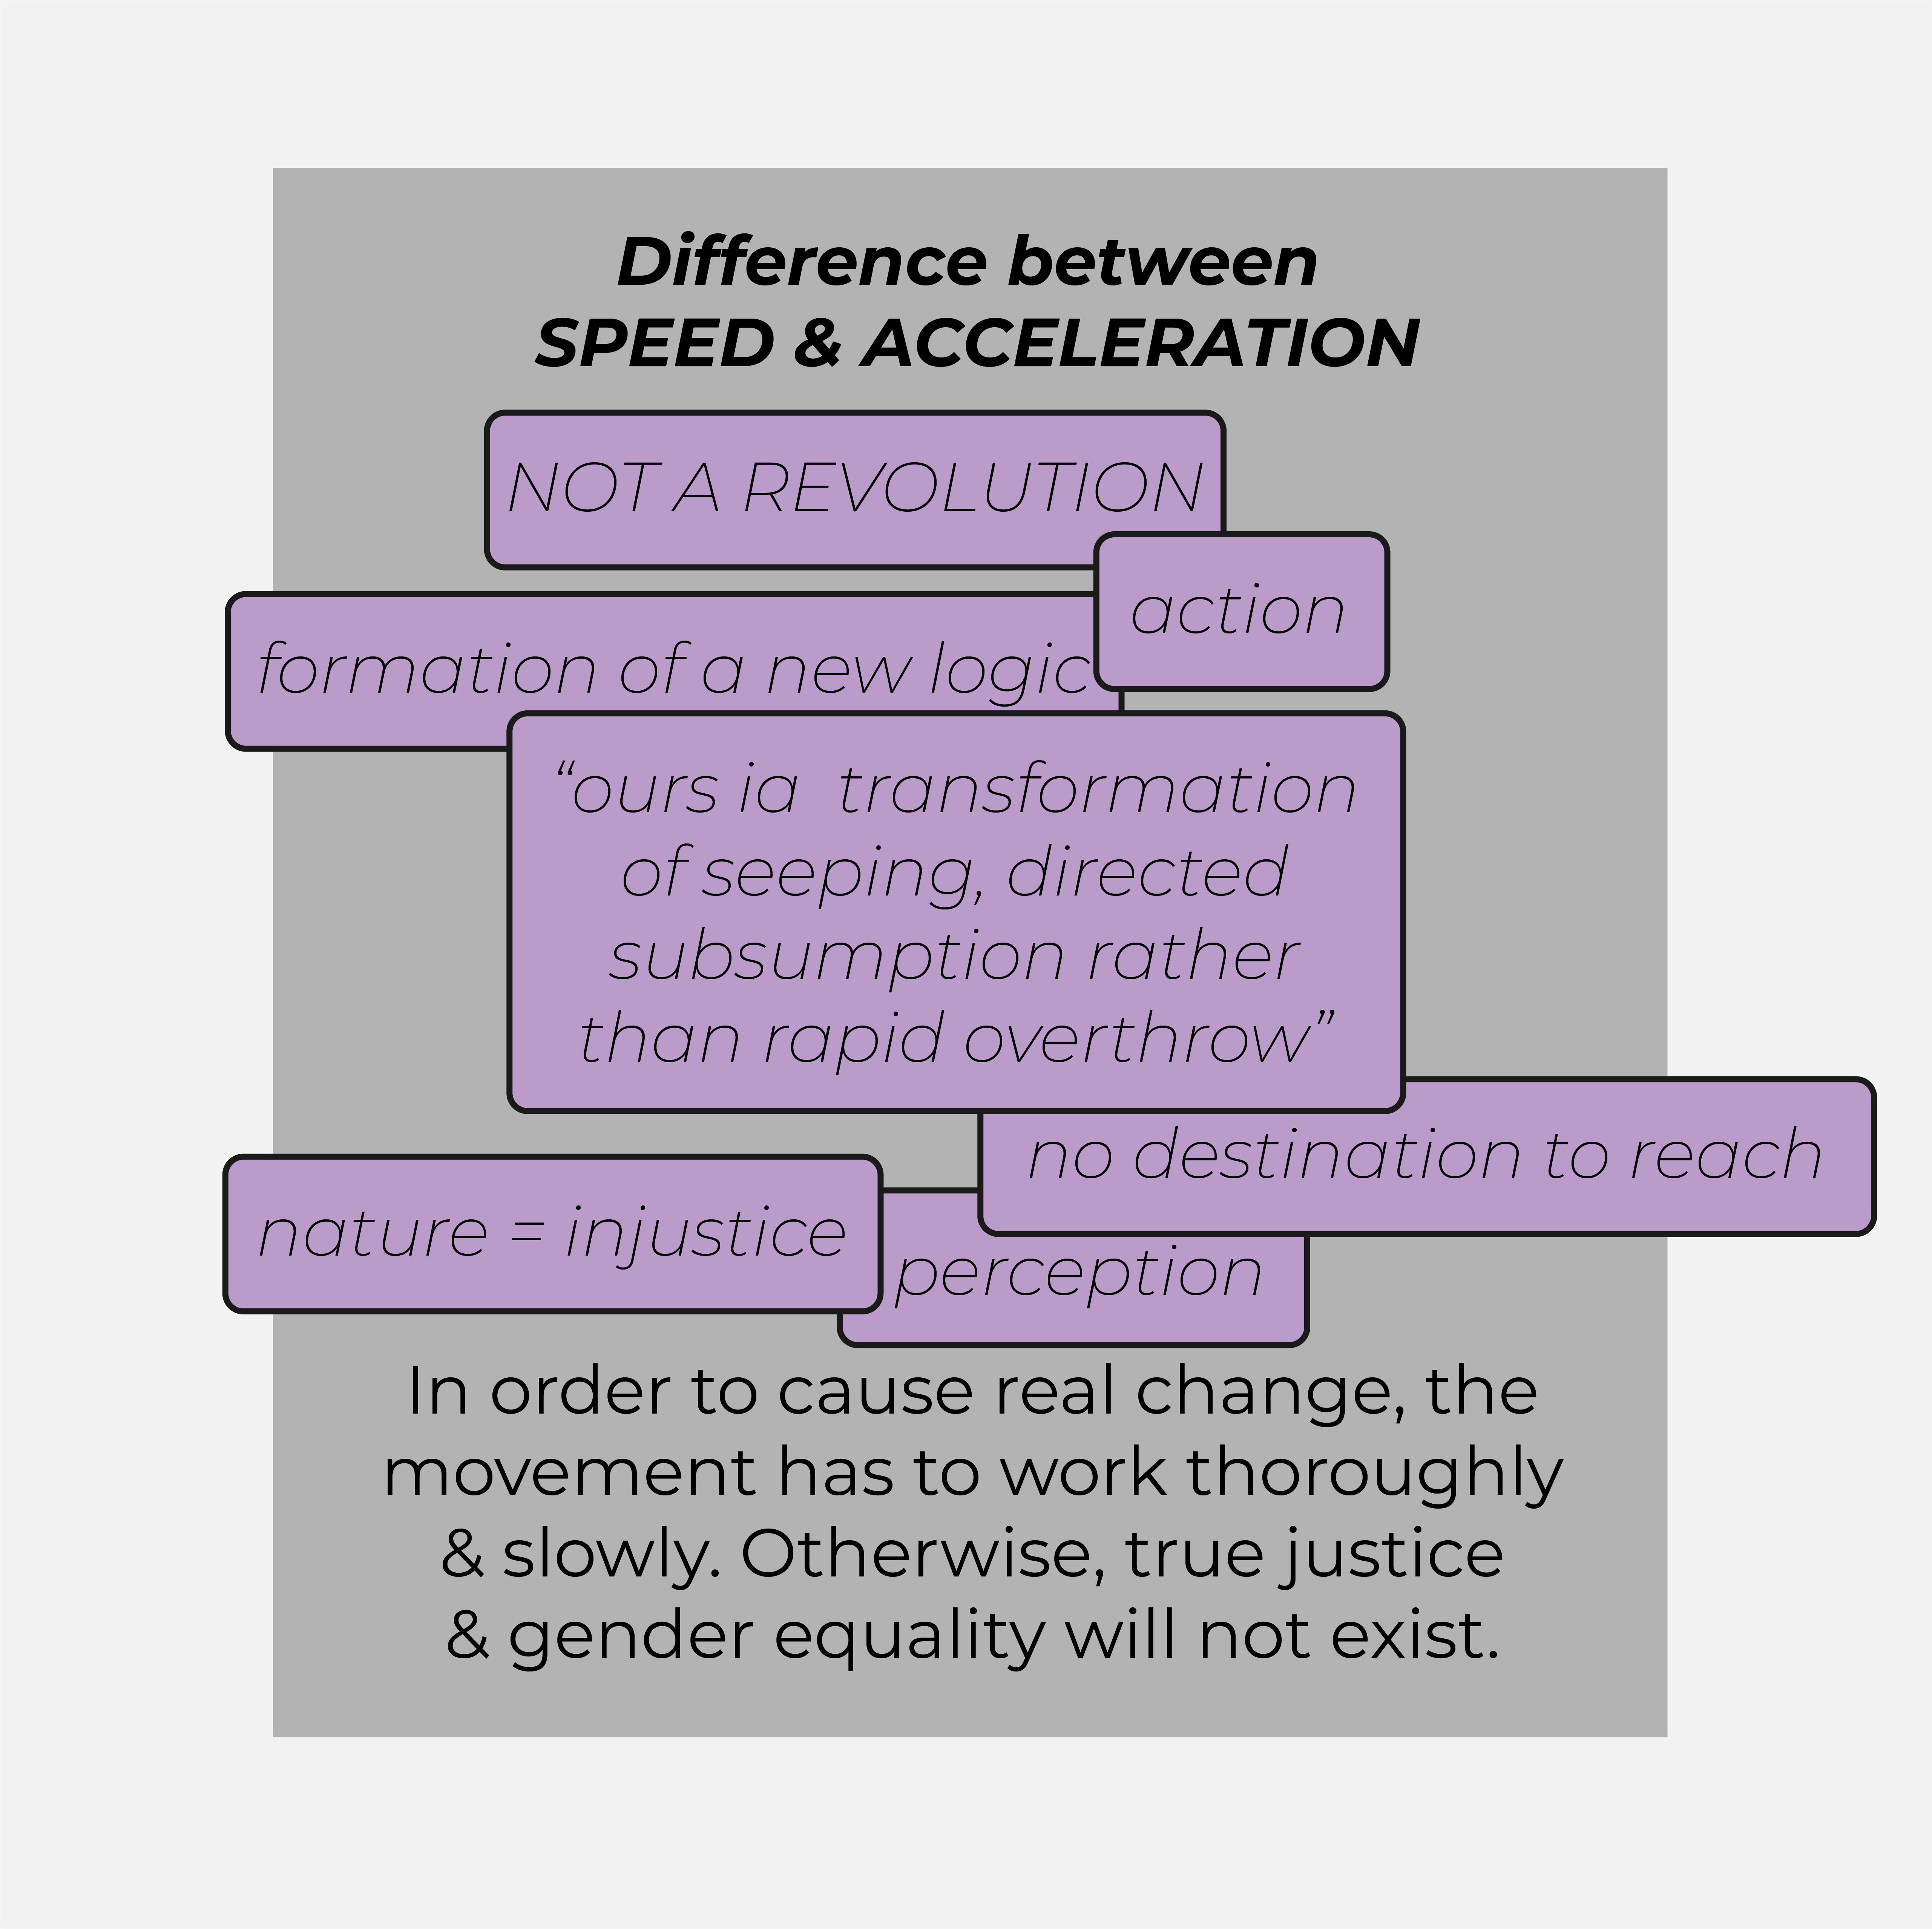 Difference between
SPEED & ACCELERATION
NOT A REVOLUTION
action
formation of a new logic
“ours ia transformation
of seeping, directed
subsumption rather
than rapid overthrow”
no destination to reach
nature = injustice
perception
In order to cause real change, the
movement has to work thoroughly
& slowly. Otherwise, true justice
& gender equality will not exist.